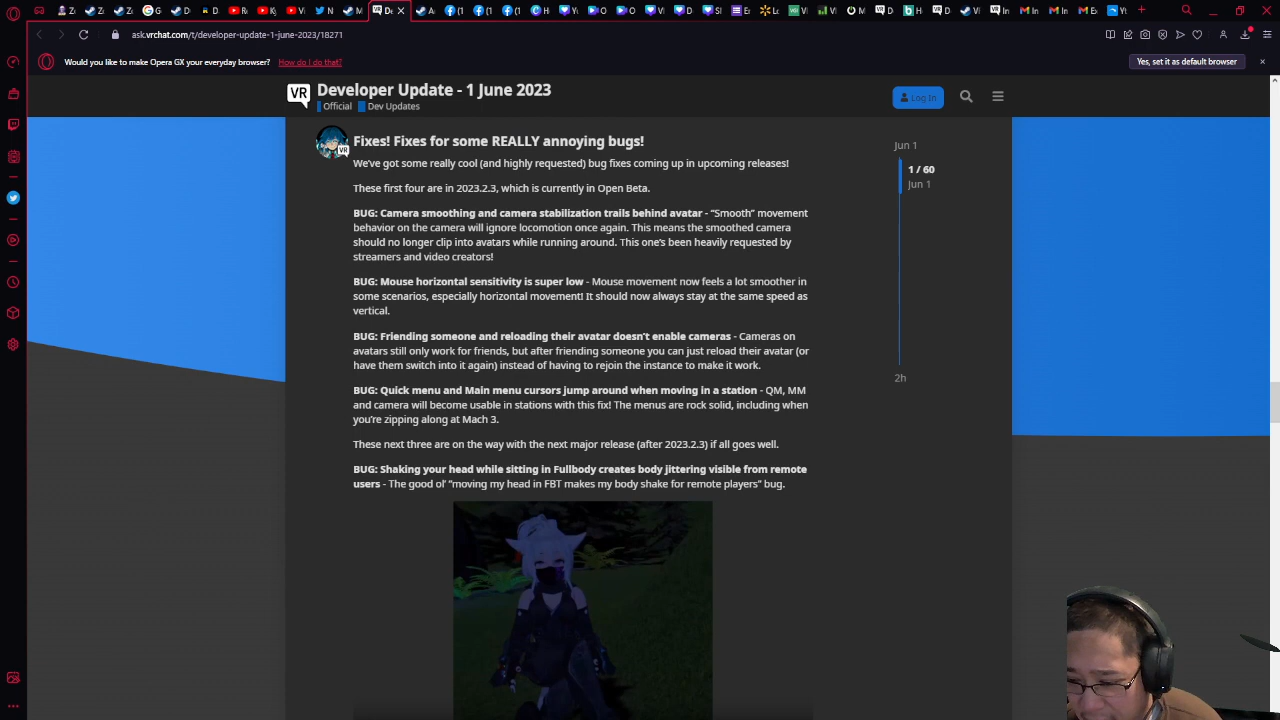 Ze
Ze
G
D
R
K
N
M
De
A
(1
(1
(1
H
Y
O
O
V
D
S
E
Lo
VI
V
M
D
H
D
Vi
In
In
In
E
Yt
ask.vrchat.com/t/developer-update-1-june-2023/18271
Would you like to make Opera GX your everyday browser? How do I do that?
Yes, set it as default browser
VR
Developer Update - 1 June 2023
Official Dev Updates
Log In
Fixes! Fixes for some REALLY annoying bugs!
We've got some really cool (and highly requested) bug fixes coming up in upcoming releases!
These first four are in 2023.2.3, which is currently in Open Beta.
BUG: Camera smoothing and camera stabilization trails behind avatar - “Smooth” movement
behavior on the camera will ignore locomotion once again. This means the smoothed camera
should no longer clip into avatars while running around. This one's been heavily requested by
streamers and video creators!
BUG: Mouse horizontal sensitivity is super low - Mouse movement now feels a lot smoother in
some scenarios, especially horizontal movement! It should now always stay at the same speed as
vertical.
BUG: Friending someone and reloading their avatar doesn't enable cameras - Cameras on
avatars still only work for friends, but after friending someone you can just reload their avatar (or
have them switch into it again) instead of having to rejoin the instance to make it work.
BUG: Quick menu and Main menu cursors jump around when moving in a station - QM, MM
and camera will become usable in stations with this fix! The menus are rock solid, including when
you're zipping along at Mach 3.
These next three are on the way with the next major release (after 2023.2.3) if all goes well.
BUG: Shaking your head while sitting in Fullbody creates body jittering visible from remote
users - The good ol' “moving my head in FBT makes my body shake for remote players” bug.
Jun 1
1 / 60
Jun 1
2h